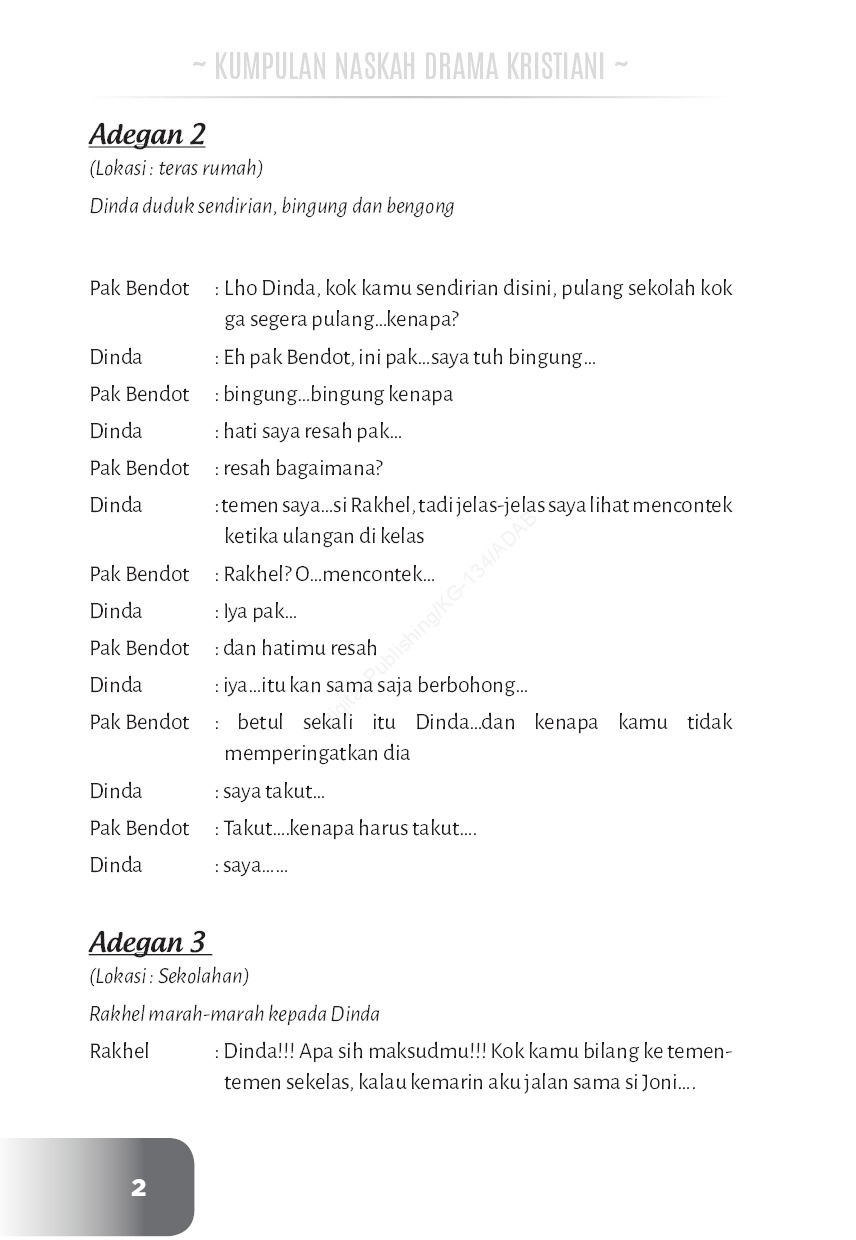 ~ KUMPULAN NASKAH DRAMA KRISTIANI ~
Adegan 2
(Lokasi : teras rumah)
Dinda duduk sendirian, bingung dan bengong
Pak Bendot : Lho Dinda, kok kamu sendirian disini, pulang sekolah kok
ga segera pulang...kenapa?
Dinda : Eh pak Bendot, ini pak...saya tuh bingung...
Pak Bendot : bingung...bingung kenapa
Dinda : hati saya resah pak...
Pak Bendot : resah bagaimana?
Dinda : temen saya...si Rakhel, tadi jelas-jelas saya lihat mencontek
ketika ulangan di kelas
Pak Bendot : Rakhel? O...mencontek...
Dinda : Iya pak...
Pak Bendot : dan hatimu resah
Dinda : iya...itu kan sama saja berbohong...
Pak Bendot : betul sekali itu Dinda...dan kenapa kamu tidak
memperingatkan dia
Dinda : saya takut...
Pak Bendot : Takut....kenapa harus takut....
Dinda : saya......
Adegan 3
(Lokasi : Sekolahan)
Rakhel marah-marah kepada Dinda
Rakhel : Dinda!!! Apa sih maksudmu!!! Kok kamu bilang ke temen-
temen sekelas, kalau kemarin aku jalan sama si Joni....
2
Publishing/KG-134/ADAB